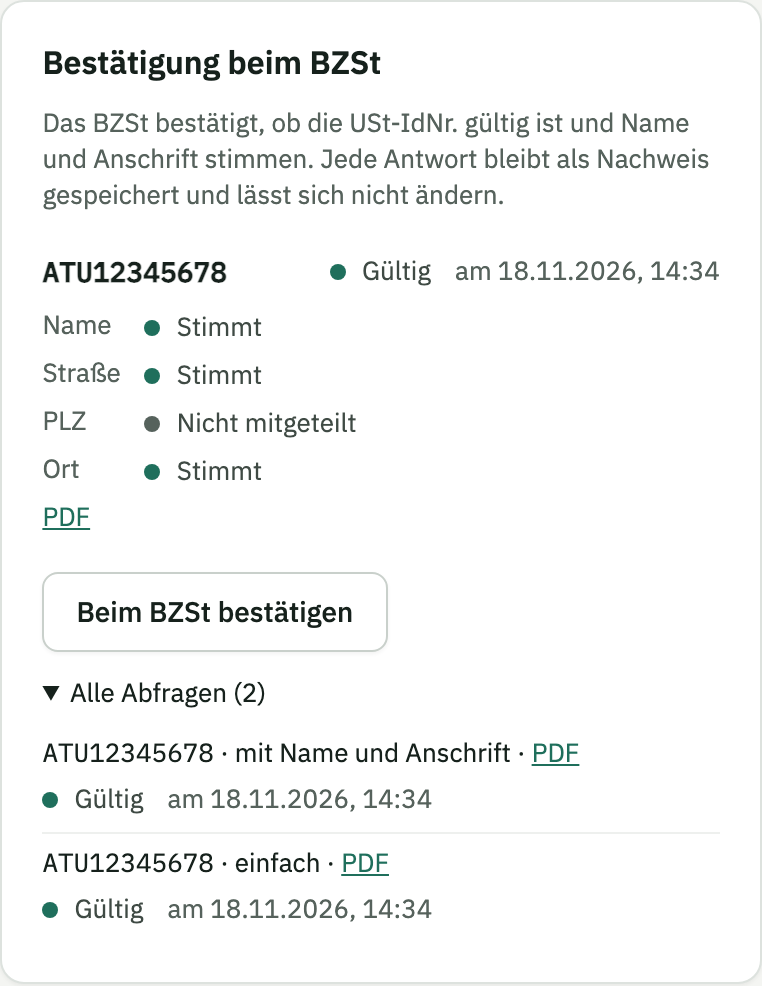 Bestätigung beim BZSt
Das BZSt bestätigt, ob die USt-IdNr. gültig ist und Name
und Anschrift stimmen. Jede Antwort bleibt als Nachweis
gespeichert und lässt sich nicht ändern.
ATU12345678 Gültig am 18.11.2026, 14:34
Name Stimmt
Straße Stimmt
PLZ Nicht mitgeteilt
Ort Stimmt
PDF
Beim BZSt bestätigen
Alle Abfragen (2)
ATU12345678 · mit Name und Anschrift · PDF
Gültig am 18.11.2026, 14:34
ATU12345678 · einfach · PDF
Gültig am 18.11.2026, 14:34